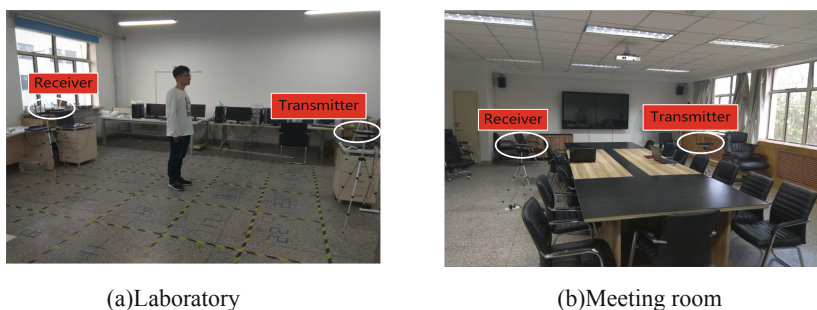 Receiver
Transmitter
Receiver
Transmitter
(a)Laboratory
(b)Meeting room